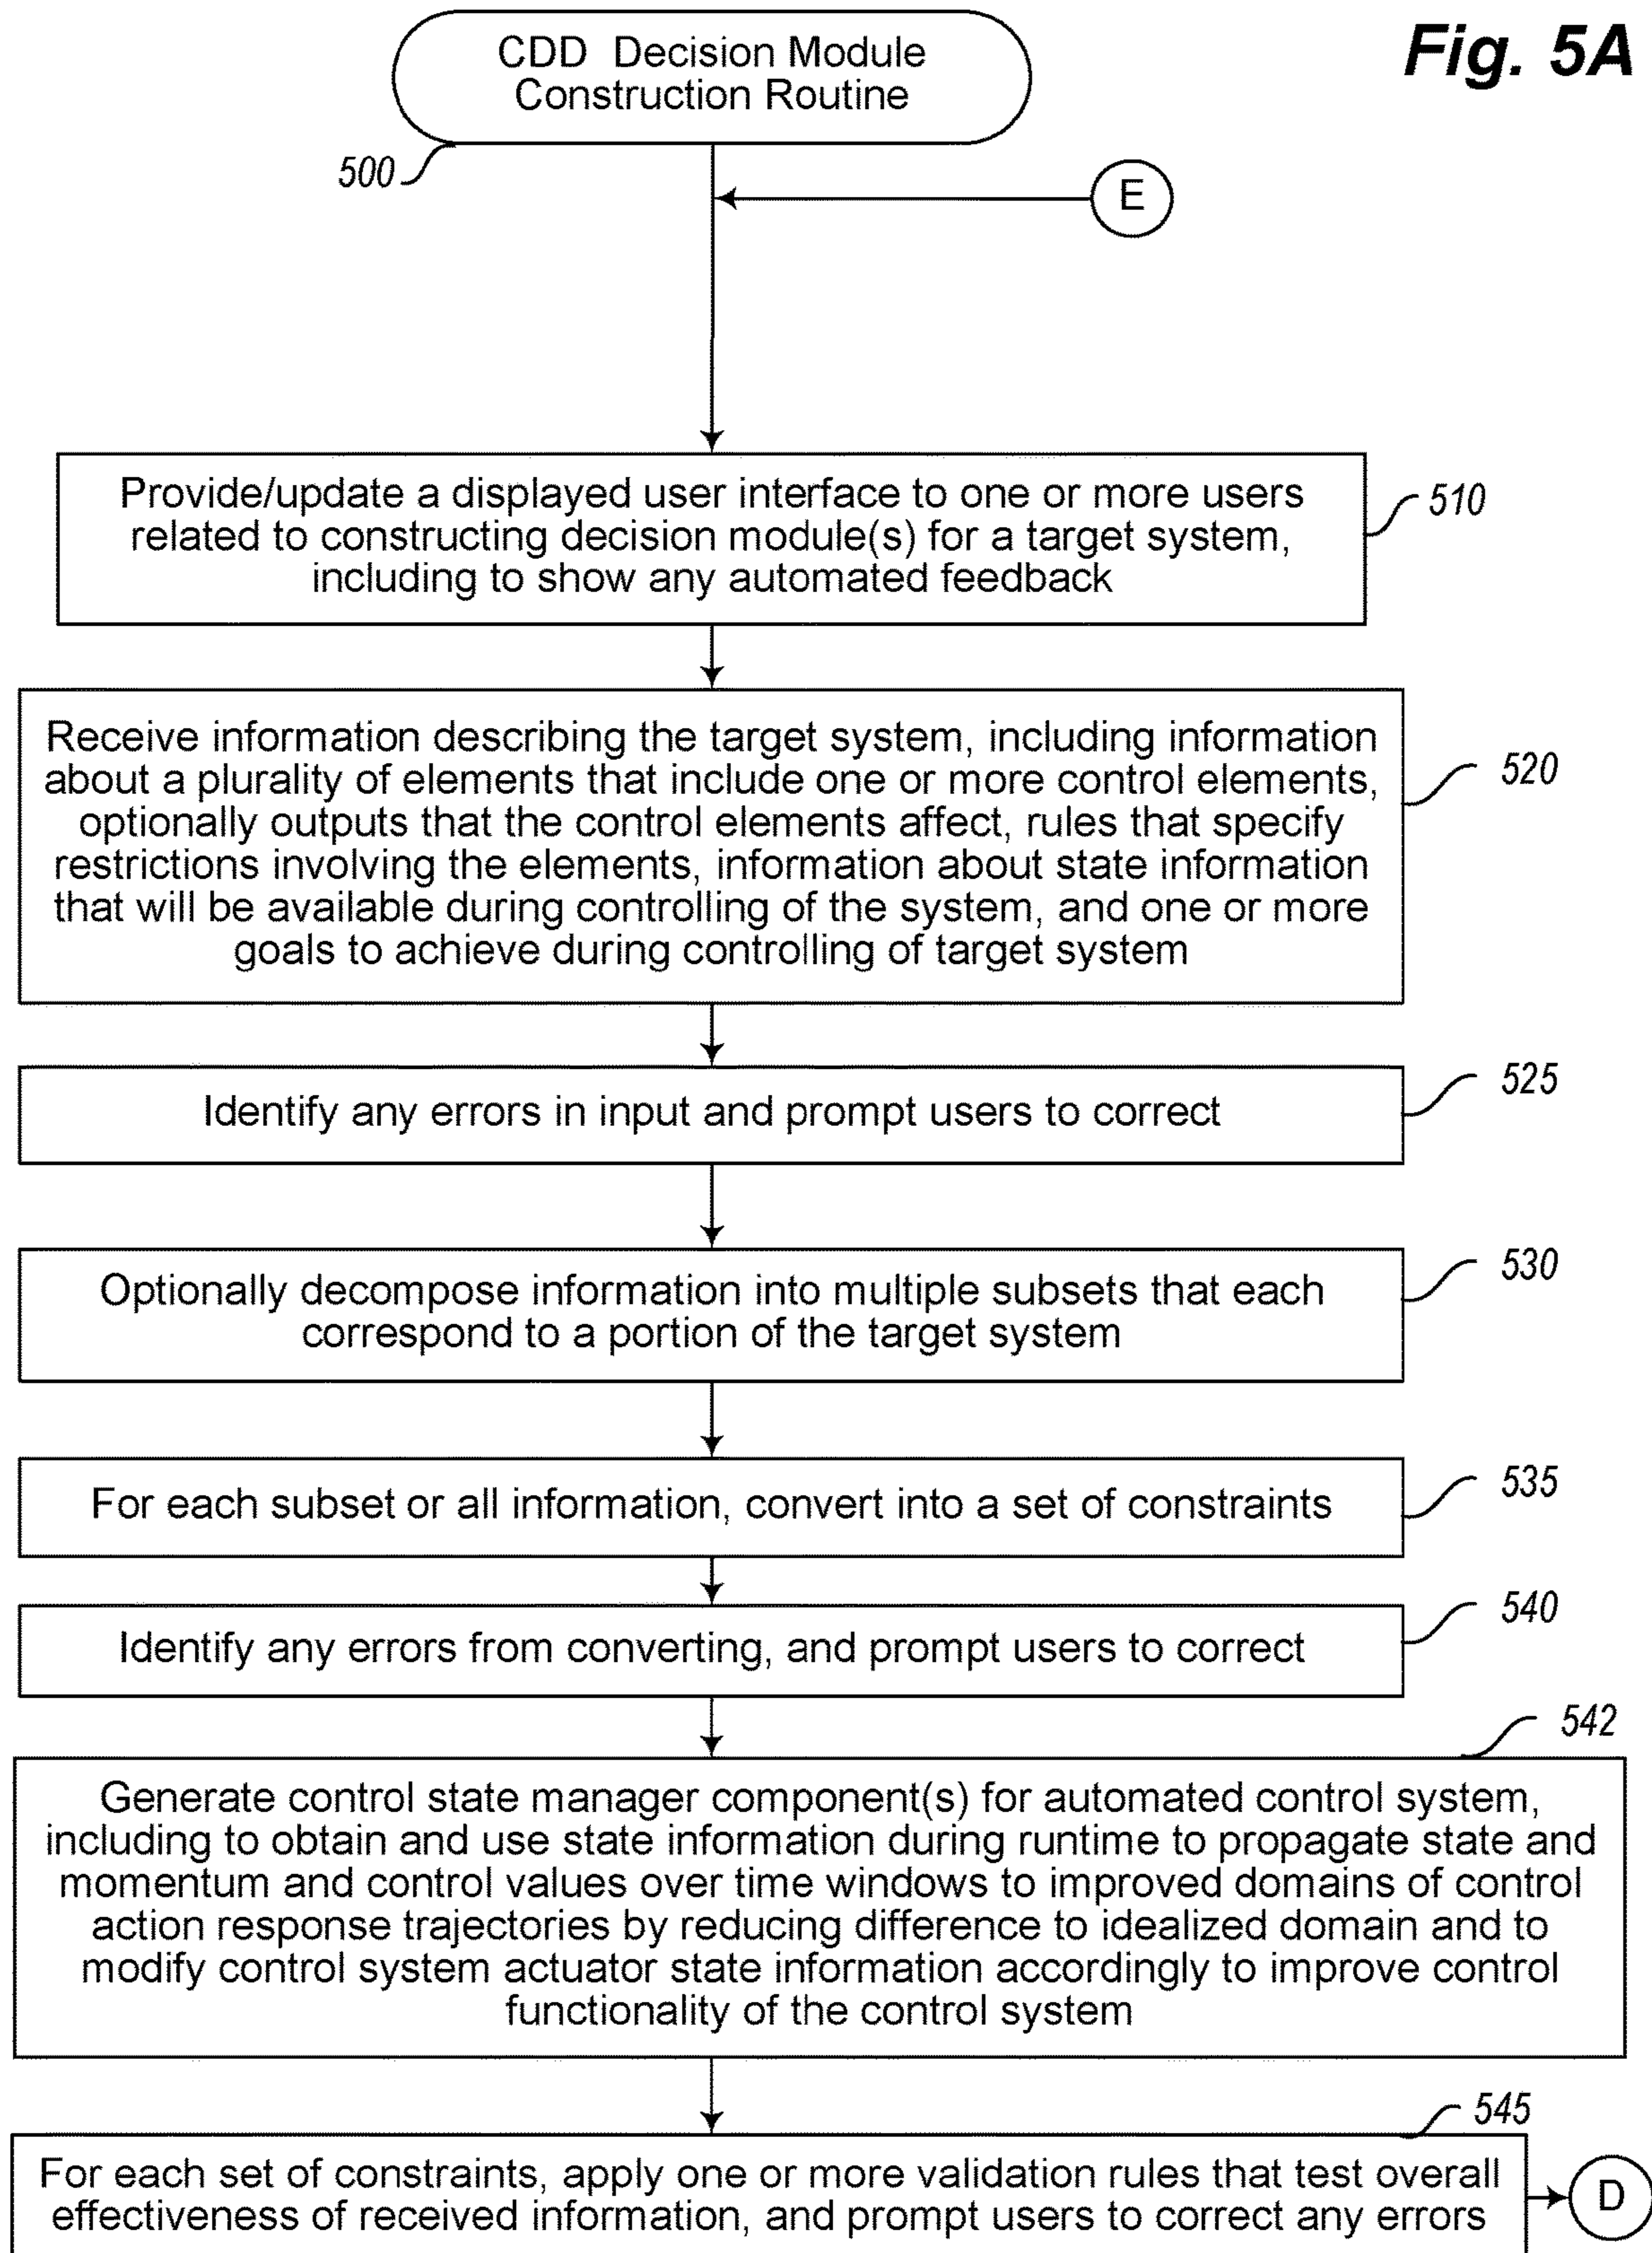 Fig. 5A
CDD Decision Module
Construction Routine
500
E
Provide/update a displayed user interface to one or more users
related to constructing decision module(s) for a target system,
including to show any automated feedback
510
Receive information describing the target system, including information
about a plurality of elements that include one or more control elements,
optionally outputs that the control elements affect, rules that specify
restrictions involving the elements, information about state information
that will be available during controlling of the system, and one or more
goals to achieve during controlling of target system
520
Identify any errors in input and prompt users to correct
525
Optionally decompose information into multiple subsets that each
correspond to a portion of the target system
530
For each subset or all information, convert into a set of constraints
535
Identify any errors from converting, and prompt users to correct
540
542
Generate control state manager component(s) for automated control system,
including to obtain and use state information during runtime to propagate state and
momentum and control values over time windows to improved domains of control
action response trajectories by reducing difference to idealized domain and to
modify control system actuator state information accordingly to improve control
functionality of the control system
545
For each set of constraints, apply one or more validation rules that test overall
effectiveness of received information, and prompt users to correct any errors
D